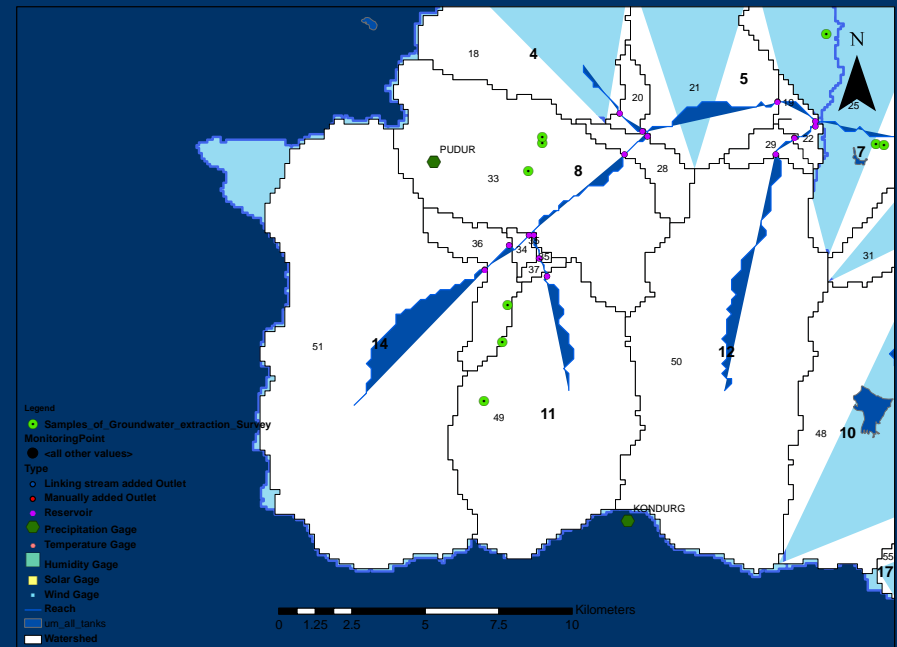 18
4
N
5
21
20
19
25
22
29
7
PUDUR
33
8
28
36
34
35
35
37
31
51
14
50
12
49
11
48
10
KONDURG
55
17
Legend
Samples_of_Groundwater_extraction_Survey
MonitoringPoint
<all other values>
Type
Linking stream added Outlet
Manually added Outlet
Reservoir
Precipitation Gage
Temperature Gage
Humidity Gage
Solar Gage
Wind Gage
Reach
um_all_tanks
Watershed
Kilometers
0 1.25 2.5 5 7.5 10